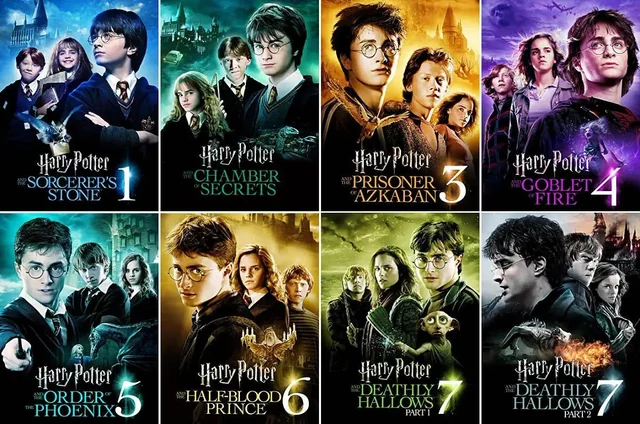 Harry Potter
AND THE SORCERER'S
STONE 1
Harry Potter
AND THE CHAMBER
OF SECRETS
Harry Potter
AND THE PRISONER
OF AZKABAN 3
Harry Potter
AND THE GOBLET
OF FIRE 4
Harry Potter
AND THE ORDER OF
THE PHOENIX 5
Harry Potter
AND THE HALF-BLOOD
PRINCE 6
Harry Potter
AND THE DEATHLY
HALLOWS 7
PART 1
Harry Potter
AND THE DEATHLY
HALLOWS 7
PART 2